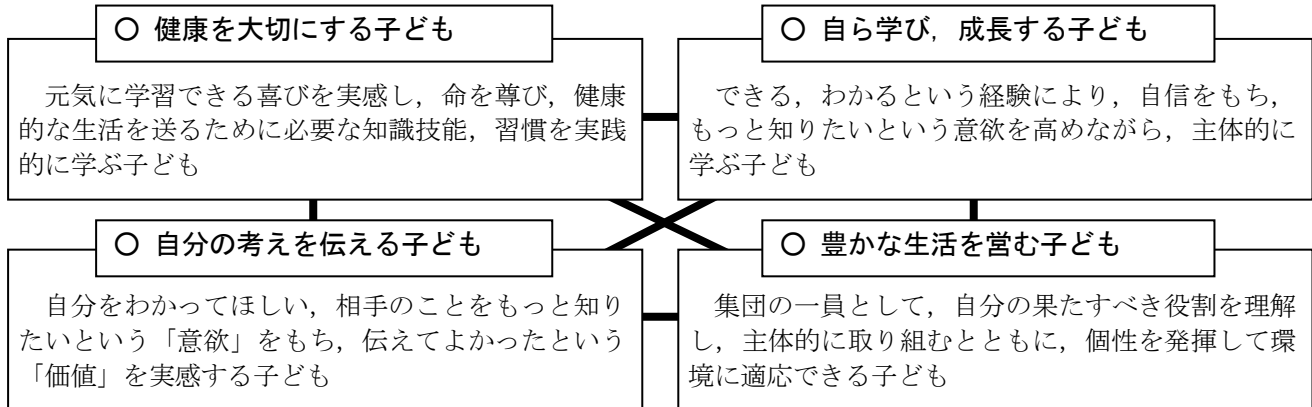 ○ 健康を大切にする子ども
元気に学習できる喜びを実感し，命を尊び，健康
的な生活を送るために必要な知識技能，習慣を実践
的に学ぶ子ども
○ 自ら学び，成長する子ども
できる，わかるという経験により，自信をもち，
もっと知りたいという意欲を高めながら，主体的に
学ぶ子ども
○ 自分の考えを伝える子ども
自分をわかってほしい，相手のことをもっと知り
たいという「意欲」をもち，伝えてよかったという
「価値」を実感する子ども
○ 豊かな生活を営む子ども
集団の一員として，自分の果たすべき役割を理解
し，主体的に取り組むとともに，個性を発揮して環
境に適応できる子ども